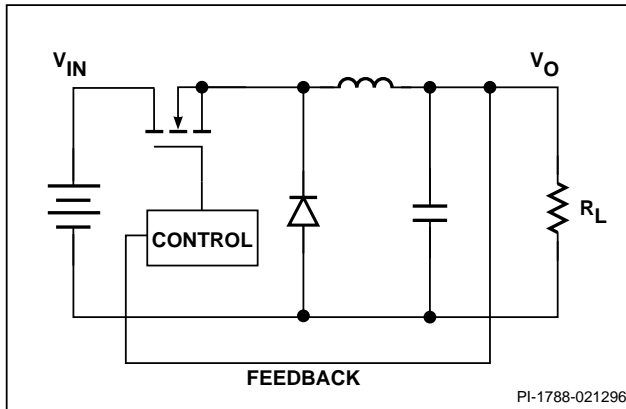 VIN
VO
CONTROL
RL
FEEDBACK
PI-1788-021296